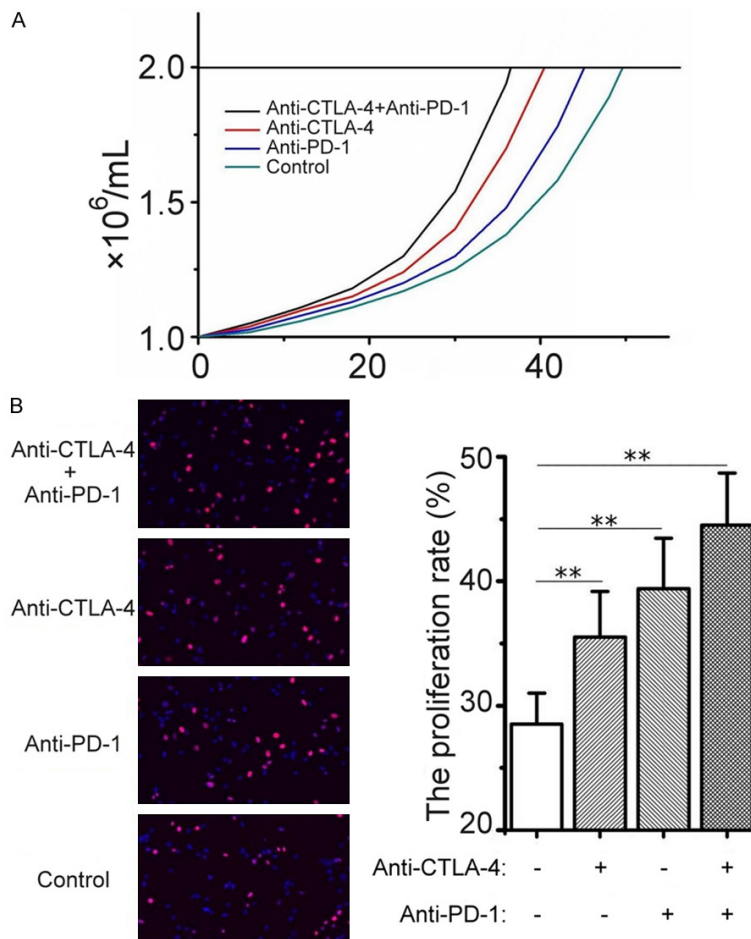 A
2.0
Anti-CTLA-4+Anti-PD-1
Anti-CTLA-4
Anti-PD-1
Control
1.5
×10⁶/mL
1.0
0
20
40
B
Anti-CTLA-4
+
Anti-PD-1
Anti-CTLA-4
Anti-PD-1
Control
The proliferation rate (%)
50
40
30
20
**
**
**
Anti-CTLA-4: - + - +
Anti-PD-1: - - + +